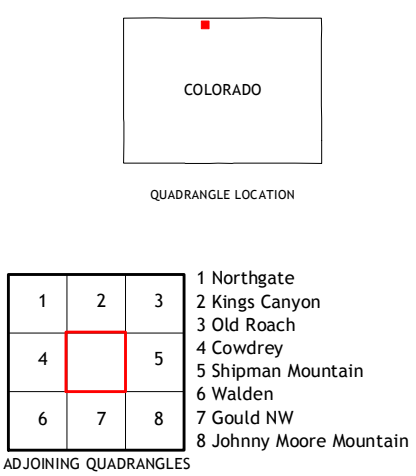 COLORADO
QUADRANGLE LOCATION
1 2 3
4 5
6 7 8
1 Northgate
2 Kings Canyon
3 Old Roach
4 Cowdrey
5 Shipman Mountain
6 Walden
7 Gould NW
8 Johnny Moore Mountain
ADJOINING QUADRANGLES